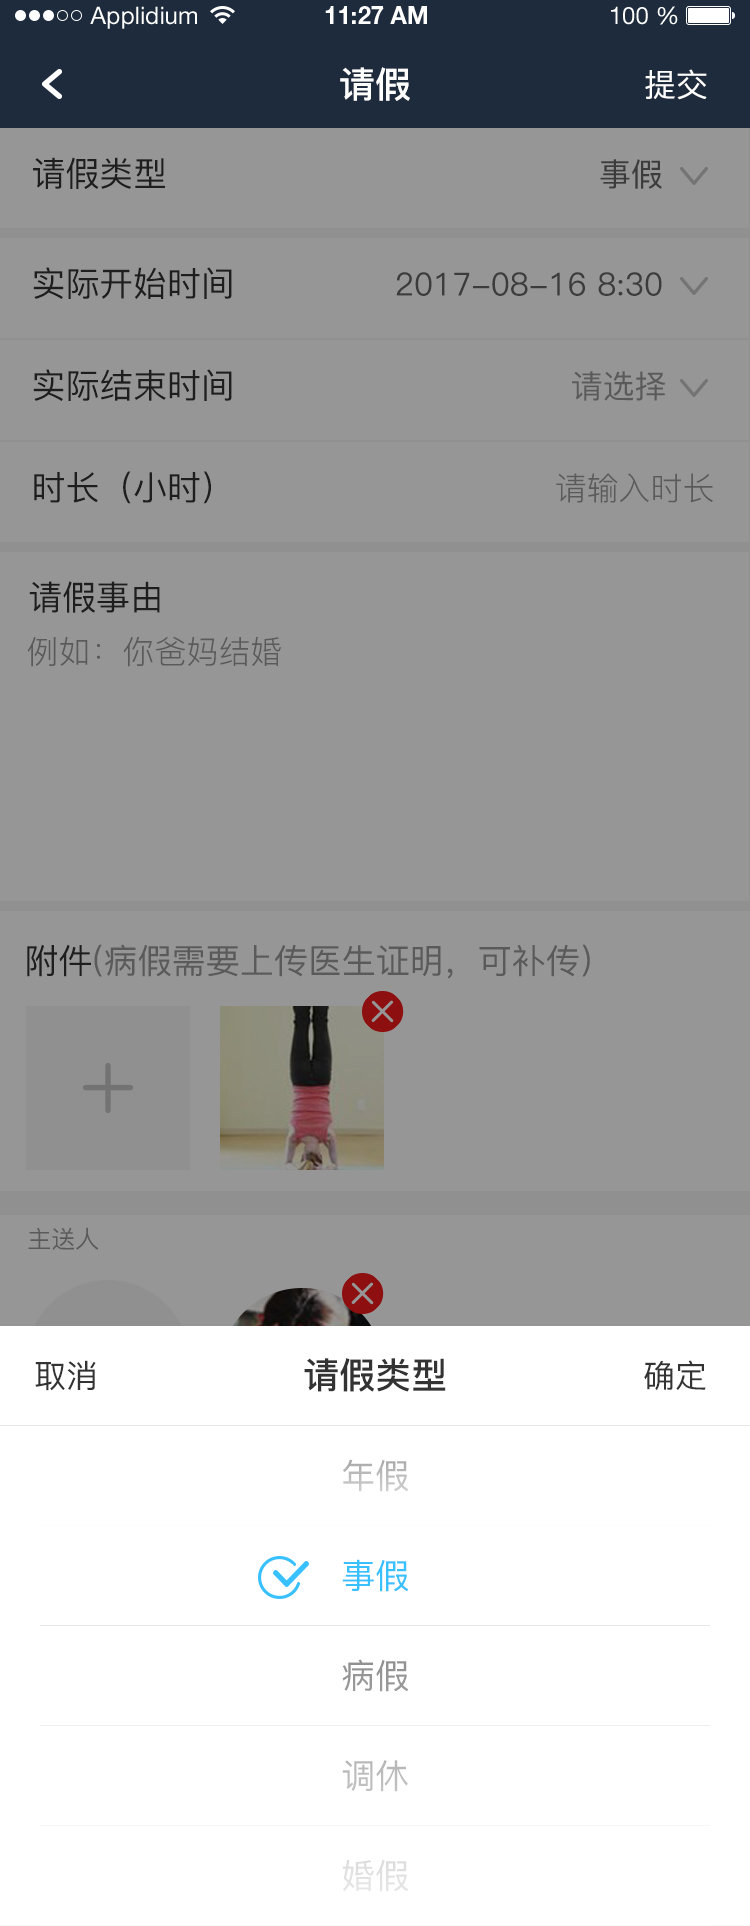 Applidium 11:27 AM 100 %
请假 提交
请假类型 事假
实际开始时间 2017-08-16 8:30
实际结束时间 请选择
时长（小时） 请输入时长
请假事由
例如：你爸妈结婚
附件(病假需要上传医生证明，可补传)
主送人
取消 请假类型 确定
年假
事假
病假
调休
婚假